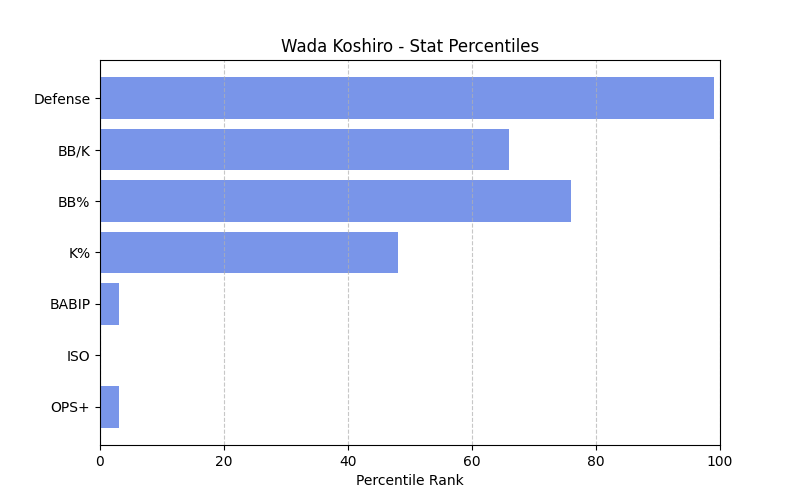 Wada Koshiro - Stat Percentiles
Defense
BB/K
BB%
K%
BABIP
ISO
OPS+
0 20 40 60 80 100
Percentile Rank